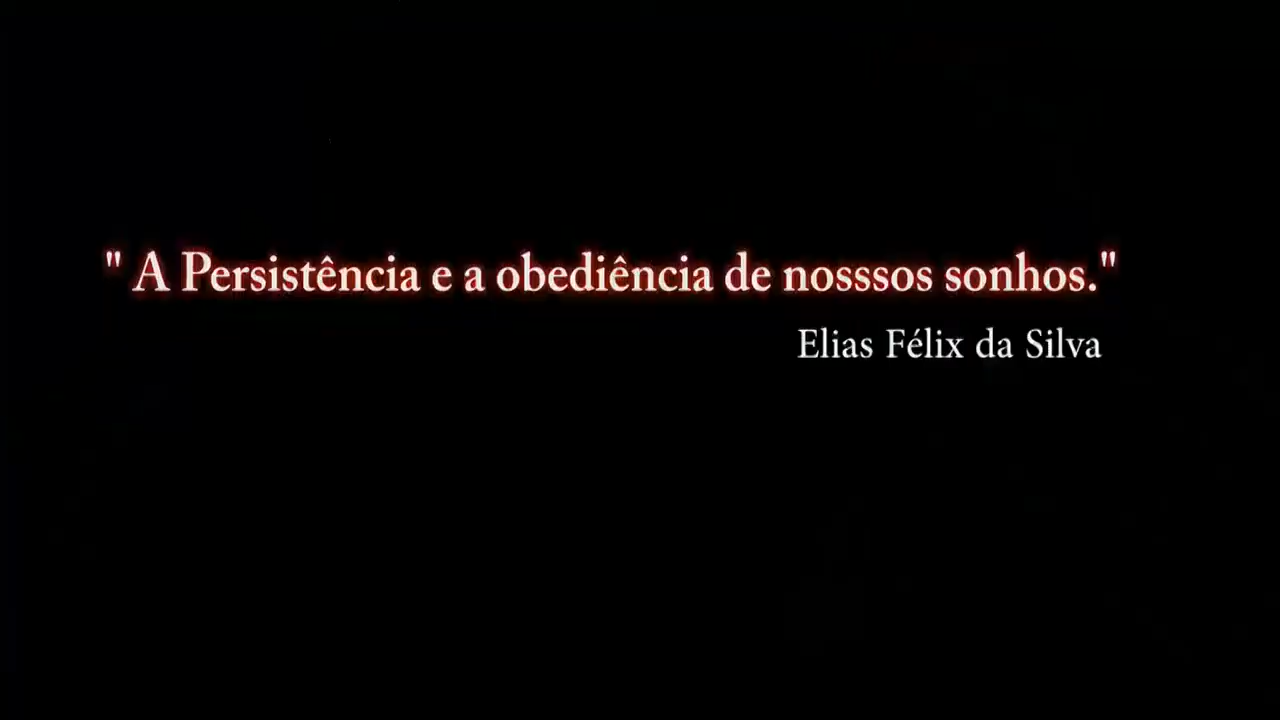 " A Persistência e a obediência de nosssos sonhos."
Elias Félix da Silva